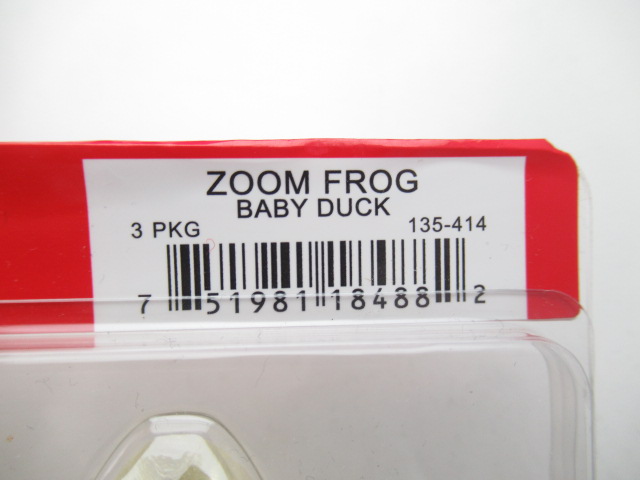 ZOOM FROG
BABY DUCK
3 PKG 135-414
7 51981 18488 2